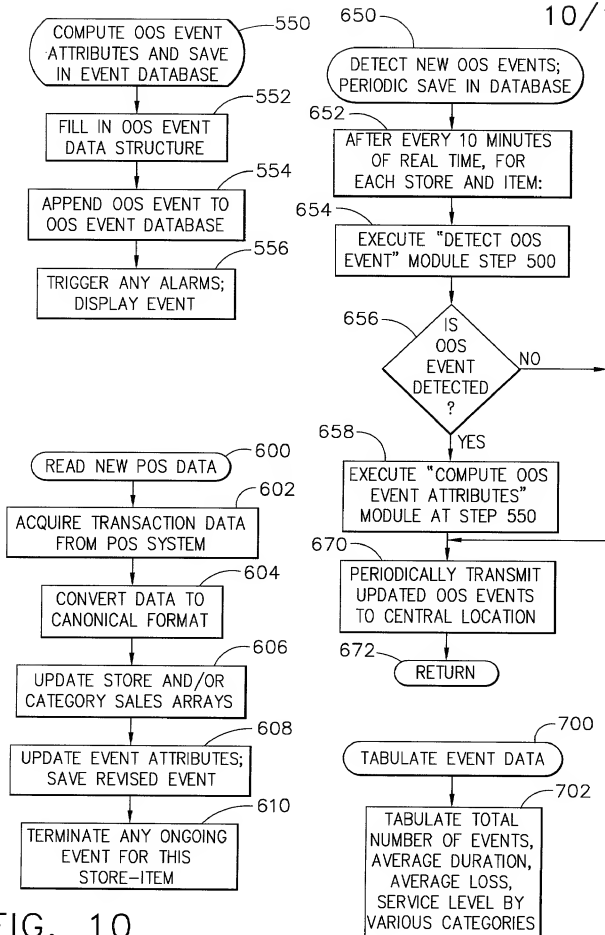 10/
550
COMPUTE OOS EVENT
ATTRIBUTES AND SAVE
IN EVENT DATABASE
552
FILL IN OOS EVENT
DATA STRUCTURE
554
APPEND OOS EVENT TO
OOS EVENT DATABASE
556
TRIGGER ANY ALARMS;
DISPLAY EVENT
600
READ NEW POS DATA
602
ACQUIRE TRANSACTION DATA
FROM POS SYSTEM
604
CONVERT DATA TO
CANONICAL FORMAT
606
UPDATE STORE AND/OR
CATEGORY SALES ARRAYS
608
UPDATE EVENT ATTRIBUTES;
SAVE REVISED EVENT
610
TERMINATE ANY ONGOING
EVENT FOR THIS
STORE-ITEM
650
DETECT NEW OOS EVENTS;
PERIODIC SAVE IN DATABASE
652
AFTER EVERY 10 MINUTES
OF REAL TIME, FOR
EACH STORE AND ITEM:
654
EXECUTE "DETECT OOS
EVENT" MODULE STEP 500
656
IS
OOS
EVENT
DETECTED
?
NO
YES
658
EXECUTE "COMPUTE OOS
EVENT ATTRIBUTES"
MODULE AT STEP 550
670
PERIODICALLY TRANSMIT
UPDATED OOS EVENTS
TO CENTRAL LOCATION
672
RETURN
700
TABULATE EVENT DATA
702
TABULATE TOTAL
NUMBER OF EVENTS,
AVERAGE DURATION,
AVERAGE LOSS,
SERVICE LEVEL BY
VARIOUS CATEGORIES
FIG. 10